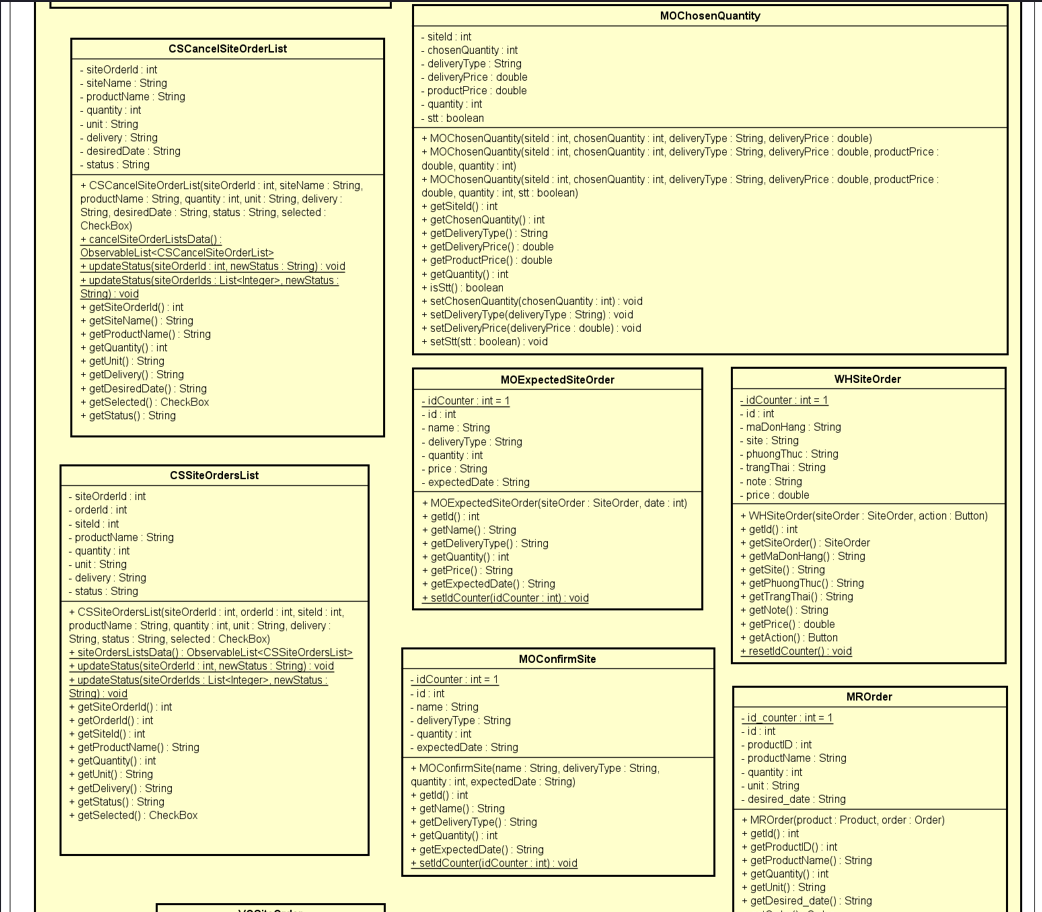 CSCancelSiteOrderList
- siteOrderId : int
- siteName : String
- productName : String
- quantity : int
- unit : String
- delivery : String
- desiredDate : String
- status : String
+ CSCancelSiteOrderList(siteOrderId : int, siteName : String,
productName : String, quantity : int, unit : String, delivery :
String, desiredDate : String, status : String, selected :
CheckBox)
+ cancelSiteOrderListsData() :
ObservableList<CSCancelSiteOrderList>
+ updateStatus(siteOrderId : int, newStatus : String) : void
+ updateStatus(siteOrderIds : List<Integer>, newStatus :
String) : void
+ getSiteOrderId() : int
+ getSiteName() : String
+ getProductName() : String
+ getQuantity() : int
+ getUnit() : String
+ getDelivery() : String
+ getDesiredDate() : String
+ getSelected() : CheckBox
+ getStatus() : String
MOChosenQuantity
- siteId : int
- chosenQuantity : int
- deliveryType : String
- deliveryPrice : double
- productPrice : double
- quantity : int
- stt : boolean
+ MOChosenQuantity(siteId : int, chosenQuantity : int, deliveryType : String, deliveryPrice : double)
+ MOChosenQuantity(siteId : int, chosenQuantity : int, deliveryType : String, deliveryPrice : double, productPrice :
double, quantity : int)
+ MOChosenQuantity(siteId : int, chosenQuantity : int, deliveryType : String, deliveryPrice : double, productPrice :
double, quantity : int, stt : boolean)
+ getSiteId() : int
+ getChosenQuantity() : int
+ getDeliveryType() : String
+ getDeliveryPrice() : double
+ getProductPrice() : double
+ getQuantity() : int
+ isStt() : boolean
+ setChosenQuantity(chosenQuantity : int) : void
+ setDeliveryType(deliveryType : String) : void
+ setDeliveryPrice(deliveryPrice : double) : void
+ setStt(stt : boolean) : void
MOExpectedSiteOrder
- idCounter : int = 1
- id : int
- name : String
- deliveryType : String
- quantity : int
- price : String
- expectedDate : String
+ MOExpectedSiteOrder(siteOrder : SiteOrder, date : int)
+ getId() : int
+ getName() : String
+ getDeliveryType() : String
+ getQuantity() : int
+ getPrice() : String
+ getExpectedDate() : String
+ setIdCounter(idCounter : int) : void
WHSiteOrder
- idCounter : int = 1
- id : int
- maDonHang : String
- site : String
- phuongThuc : String
- trangThai : String
- note : String
- price : double
+ WHSiteOrder(siteOrder : SiteOrder, action : Button)
+ getId() : int
+ getSiteOrder() : SiteOrder
+ getMaDonHang() : String
+ getSite() : String
+ getPhuongThuc() : String
+ getTrangThai() : String
+ getNote() : String
+ getPrice() : double
+ getAction() : Button
+ resetIdCounter() : void
CSSiteOrdersList
- siteOrderId : int
- orderId : int
- siteId : int
- productName : String
- quantity : int
- unit : String
- delivery : String
- status : String
+ CSSiteOrdersList(siteOrderId : int, orderId : int, siteId : int,
productName : String, quantity : int, unit : String, delivery :
String, status : String, selected : CheckBox)
+ siteOrdersListsData() : ObservableList<CSSiteOrdersList>
+ updateStatus(siteOrderId : int, newStatus : String) : void
+ updateStatus(siteOrderIds : List<Integer>, newStatus :
String) : void
+ getSiteOrderId() : int
+ getOrderId() : int
+ getSiteId() : int
+ getProductName() : String
+ getQuantity() : int
+ getUnit() : String
+ getDelivery() : String
+ getStatus() : String
+ getSelected() : CheckBox
MOConfirmSite
- idCounter : int = 1
- id : int
- name : String
- deliveryType : String
- quantity : int
- expectedDate : String
+ MOConfirmSite(name : String, deliveryType : String,
quantity : int, expectedDate : String)
+ getId() : int
+ getName() : String
+ getDeliveryType() : String
+ getQuantity() : int
+ getExpectedDate() : String
+ setIdCounter(idCounter : int) : void
MROrder
- id_counter : int = 1
- id : int
- productID : int
- productName : String
- quantity : int
- unit : String
- desired_date : String
+ MROrder(product : Product, order : Order)
+ getId() : int
+ getProductID() : int
+ getProductName() : String
+ getQuantity() : int
+ getUnit() : String
+ getDesired_date() : String